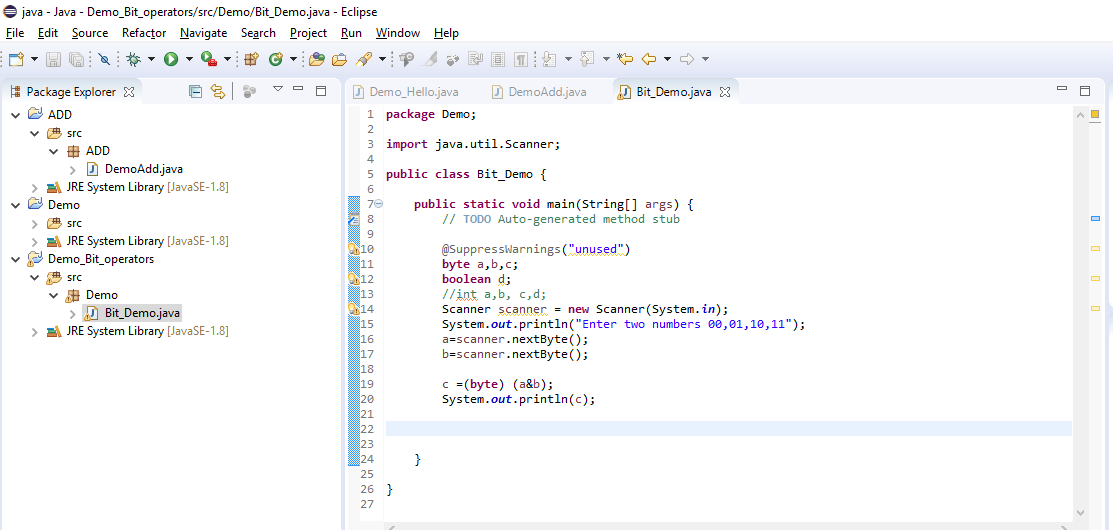 java - Java - Demo_Bit_operators/src/Demo/Bit_Demo.java - Eclipse
File Edit Source Refactor Navigate Search Project Run Window Help
Package Explorer
ADD
src
ADD
DemoAdd.java
JRE System Library [JavaSE-1.8]
Demo
src
JRE System Library [JavaSE-1.8]
Demo_Bit_operators
src
Demo
Bit_Demo.java
JRE System Library [JavaSE-1.8]
Demo_Hello.java DemoAdd.java Bit_Demo.java
1 package Demo;
2
3 import java.util.Scanner;
4
5 public class Bit_Demo {
6
7 public static void main(String[] args) {
8 // TODO Auto-generated method stub
9
10 @SuppressWarnings("unused")
11 byte a,b,c;
12 boolean d;
13 //int a,b, c,d;
14 Scanner scanner = new Scanner(System.in);
15 System.out.println("Enter two numbers 00,01,10,11");
16 a=scanner.nextByte();
17 b=scanner.nextByte();
18
19 c =(byte) (a&b);
20 System.out.println(c);
21
22
23
24 }
25
26 }
27